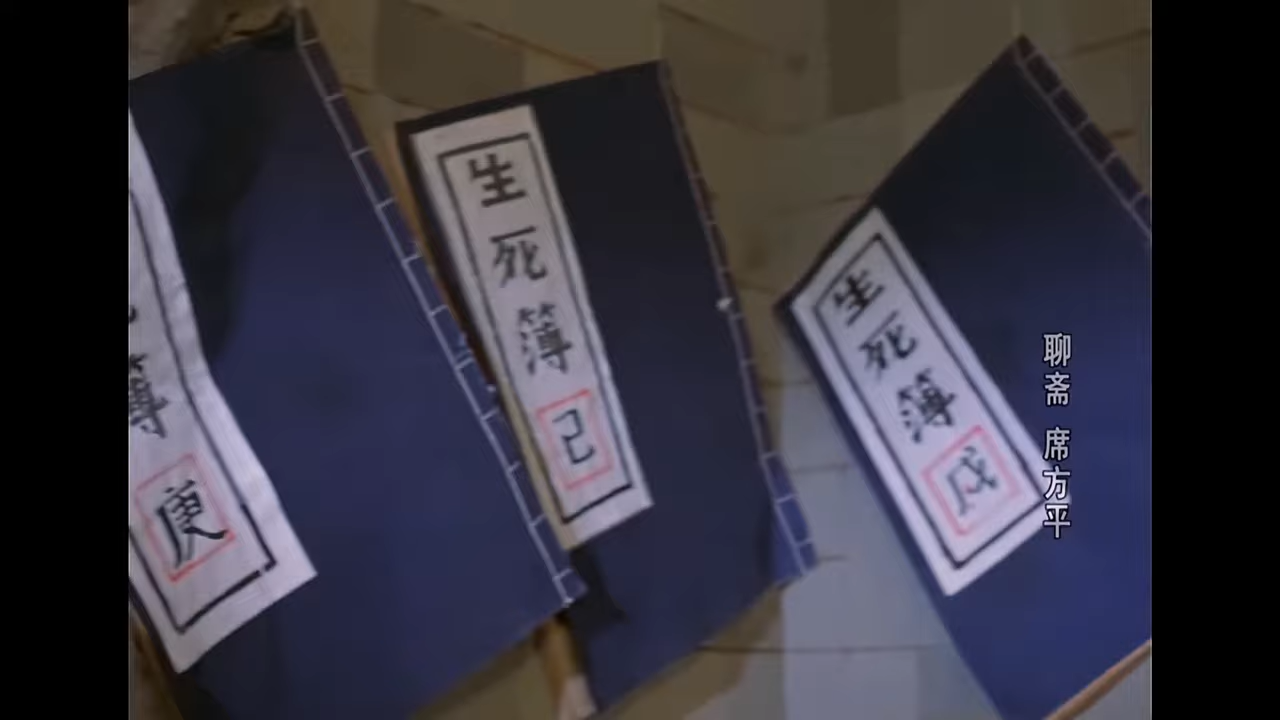 聊斋 席方平
生死簿 戊
生死簿 己
簿 庚